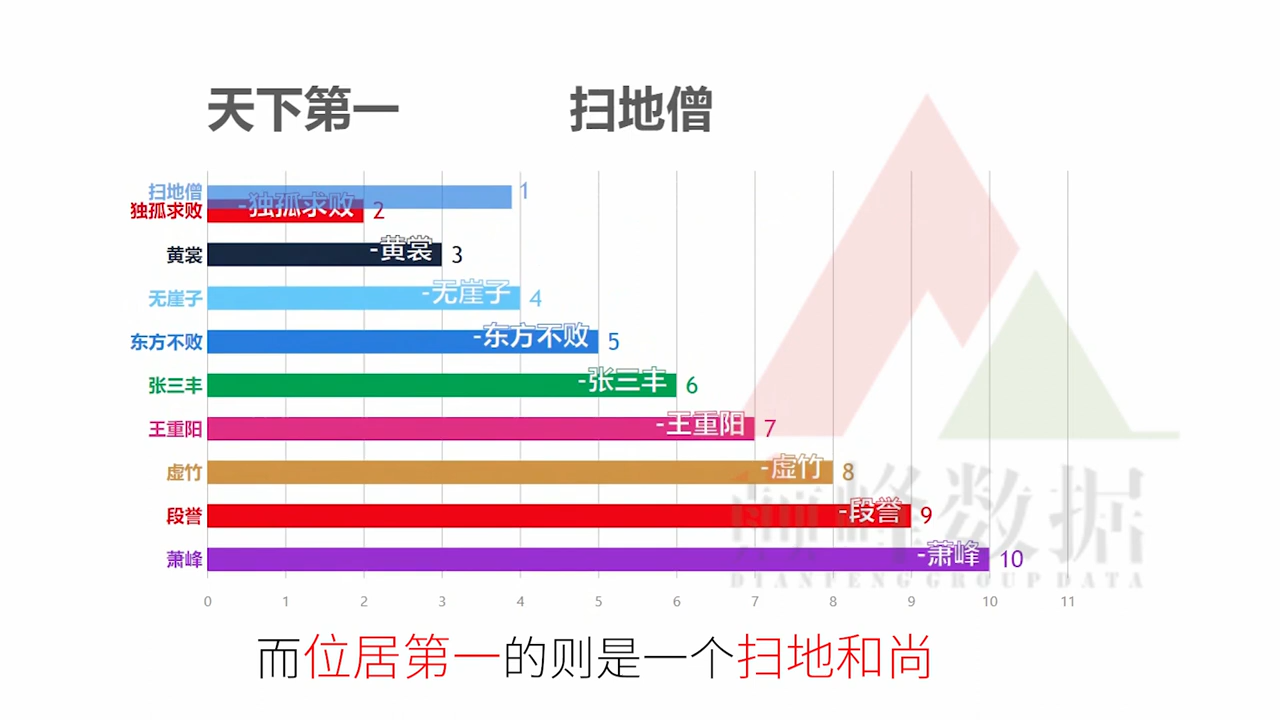 天下第一 扫地僧
扫地僧 1
独孤求败 -独孤求败 2
黄裳 -黄裳 3
无崖子 -无崖子 4
东方不败 -东方不败 5
张三丰 -张三丰 6
王重阳 -王重阳 7
虚竹 -虚竹 8
段誉 -段誉 9
萧峰 -萧峰 10
巅峰数据
DIANFENG GROUP DATA
0 1 2 3 4 5 6 7 8 9 10 11
而位居第一的则是一个扫地和尚